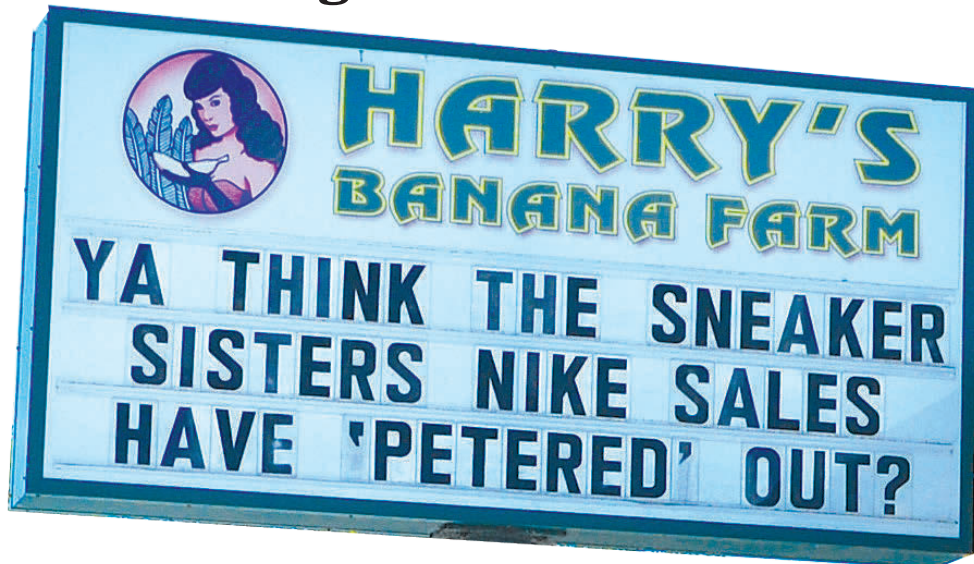 HARRY'S
BANANA FARM
YA THINK THE SNEAKER
SISTERS NIKE SALES
HAVE 'PETERED' OUT?